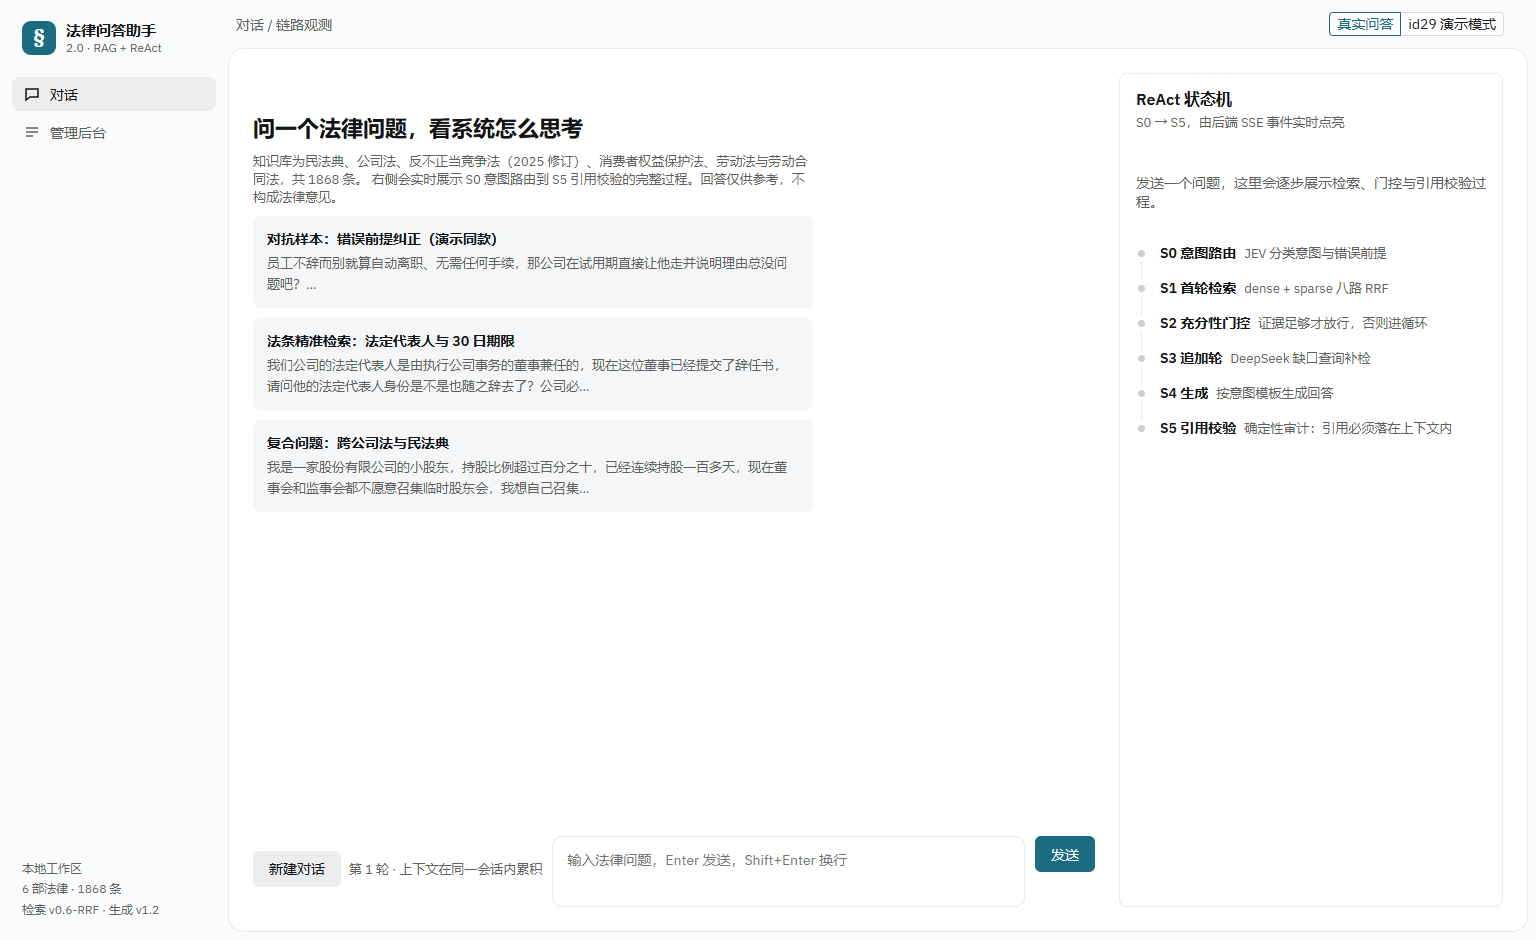 §
法律问答助手
2.0 · RAG + ReAct
对话
管理后台
本地工作区
6 部法律 · 1868 条
检索 v0.6-RRF · 生成 v1.2
对话 / 链路观测
真实问答
id29 演示模式
问一个法律问题，看系统怎么思考
知识库为民法典、公司法、反不正当竞争法（2025 修订）、消费者权益保护法、劳动法与劳动合
同法，共 1868 条。 右侧会实时展示 S0 意图路由到 S5 引用校验的完整过程。回答仅供参考，不
构成法律意见。
对抗样本：错误前提纠正（演示同款）
员工不辞而别就算自动离职、无需任何手续，那公司在试用期直接让他走并说明理由总没问
题吧？...
法条精准检索：法定代表人与 30 日期限
我们公司的法定代表人是由执行公司事务的董事兼任的，现在这位董事已经提交了辞任书，
请问他的法定代表人身份是不是也随之辞去了？公司必...
复合问题：跨公司法与民法典
我是一家股份有限公司的小股东，持股比例超过百分之十，已经连续持股一百多天，现在董
事会和监事会都不愿意召集临时股东会，我想自己召集...
新建对话
第 1 轮 · 上下文在同一会话内累积
输入法律问题，Enter 发送，Shift+Enter 换行
发送
ReAct 状态机
S0 → S5，由后端 SSE 事件实时点亮
发送一个问题，这里会逐步展示检索、门控与引用校验过
程。
S0 意图路由 JEV 分类意图与错误前提
S1 首轮检索 dense + sparse 八路 RRF
S2 充分性门控 证据足够才放行，否则进循环
S3 追加轮 DeepSeek 缺口查询补检
S4 生成 按意图模板生成回答
S5 引用校验 确定性审计：引用必须落在上下文内